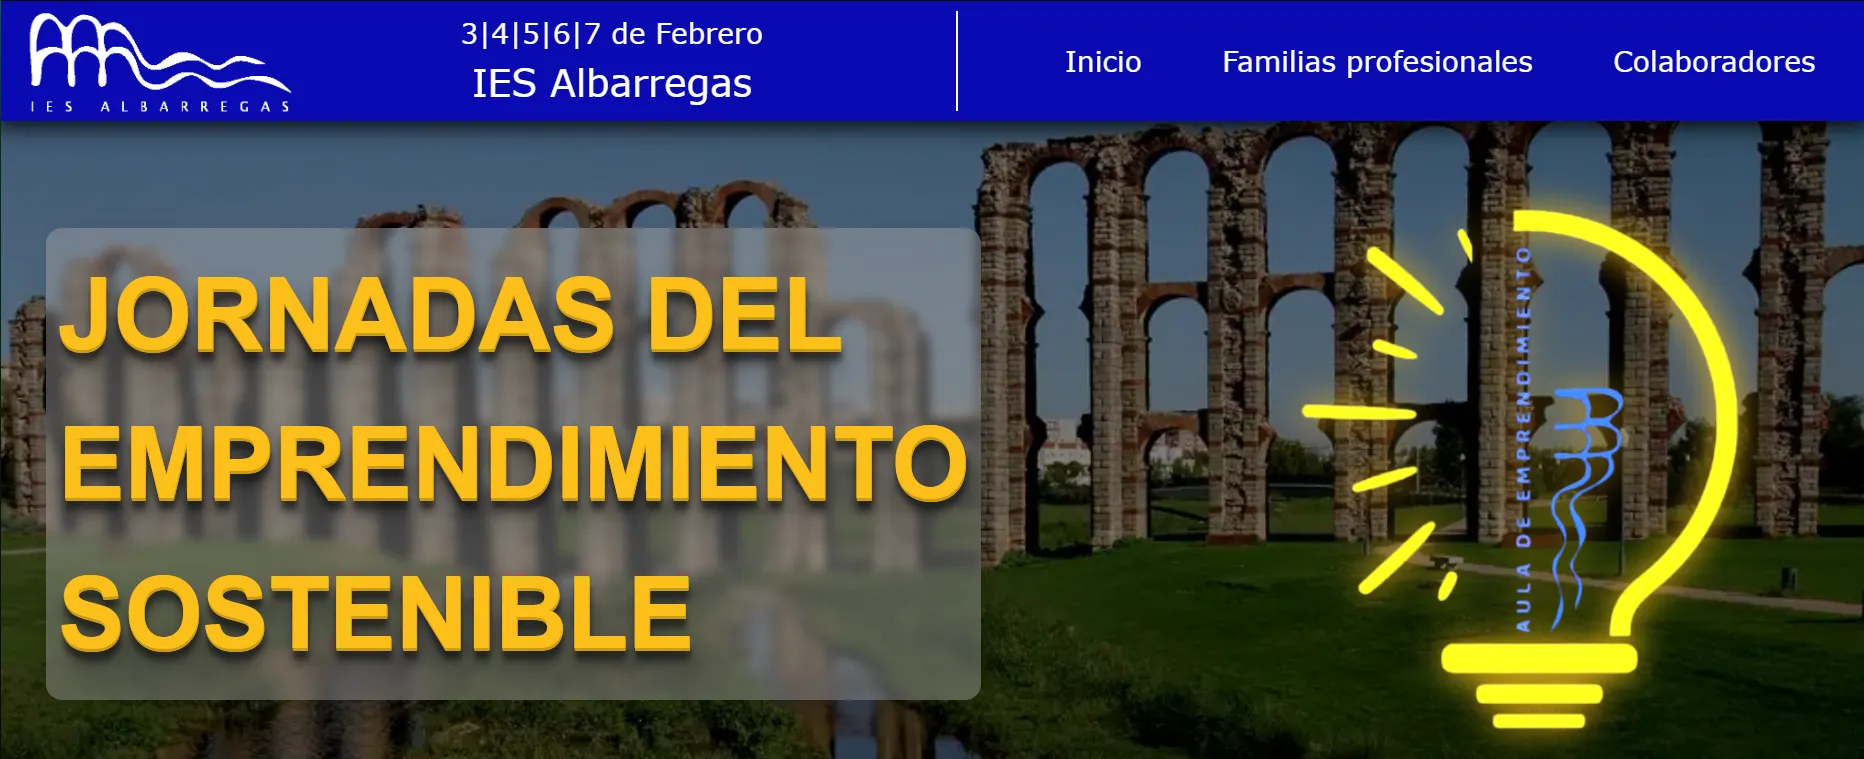 IES ALBARREGAS
3|4|5|6|7 de Febrero
IES Albarregas
Inicio
Familias profesionales
Colaboradores
JORNADAS DEL
EMPRENDIMIENTO
SOSTENIBLE
AULA DE EMPRENDIMIENTO